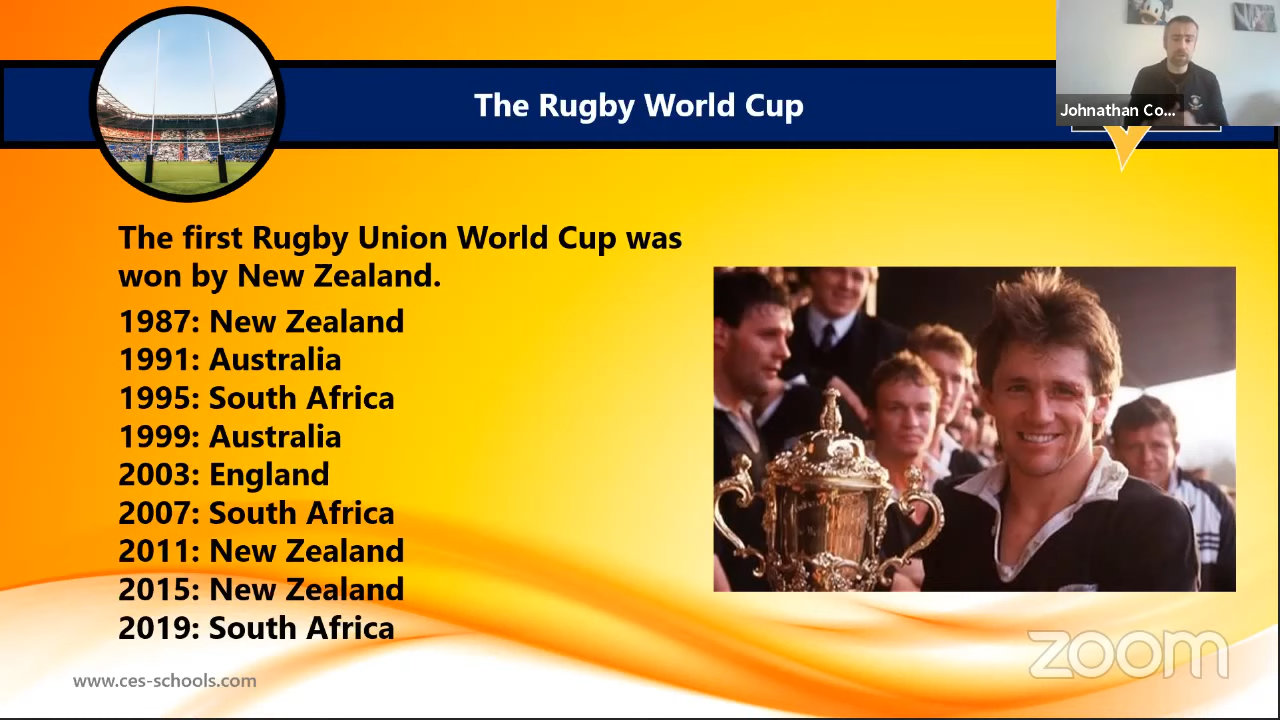 The Rugby World Cup
Johnathan Co...
The first Rugby Union World Cup was
won by New Zealand.
1987: New Zealand
1991: Australia
1995: South Africa
1999: Australia
2003: England
2007: South Africa
2011: New Zealand
2015: New Zealand
2019: South Africa
www.ces-schools.com
zoom